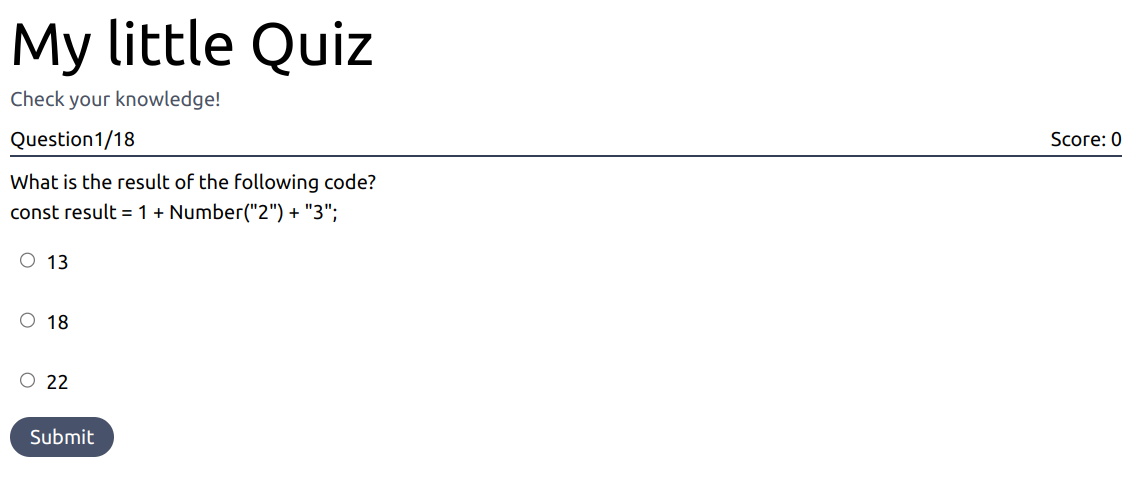 My little Quiz
Check your knowledge!
Question1/18 Score: 0
What is the result of the following code?
const result = 1 + Number("2") + "3";
13
18
22
Submit